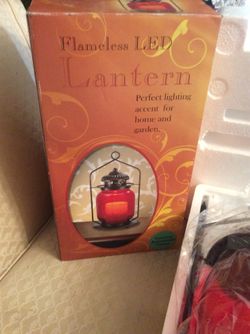 Flameless LED
Lantern
Perfect lighting
accent for
home and
garden.